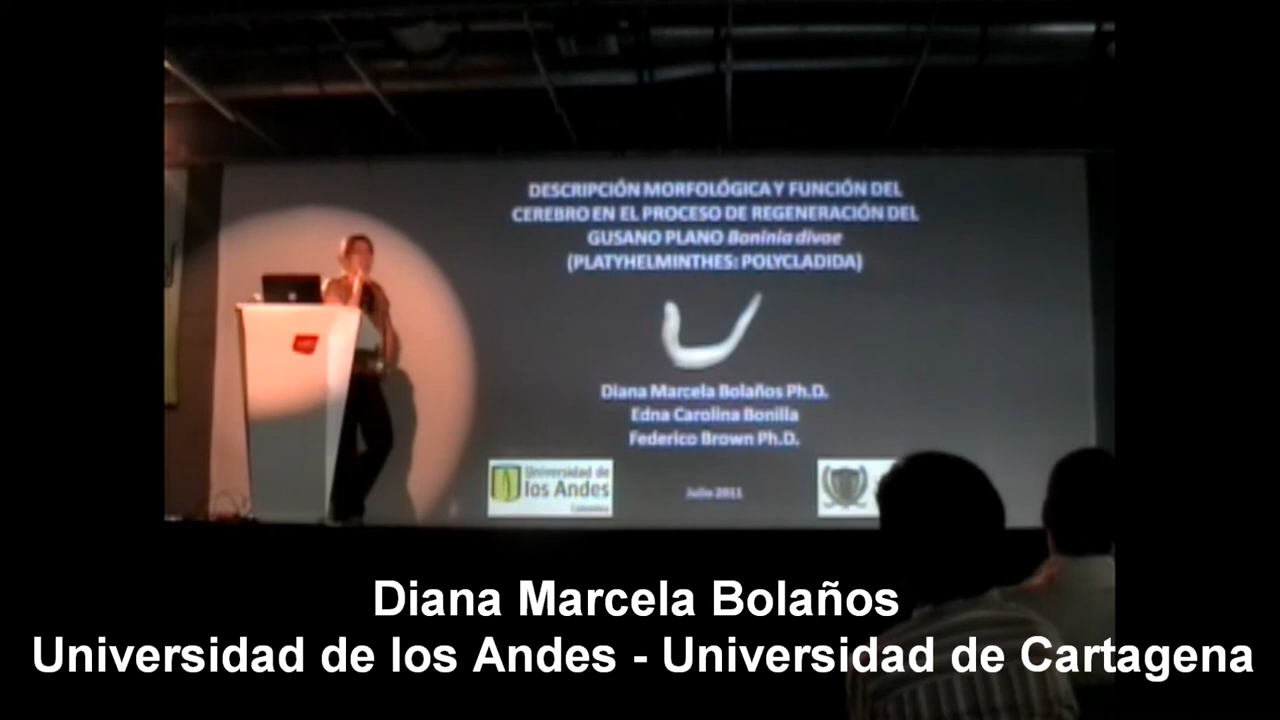 DESCRIPCIÓN MORFOLÓGICA Y FUNCIÓN DEL
CEREBRO EN EL PROCESO DE REGENERACIÓN DEL
GUSANO PLANO Boninia divae
(PLATYHELMINTHES: POLYCLADIDA)
Diana Marcela Bolaños Ph.D.
Edna Carolina Bonilla
Federico Brown Ph.D.
Universidad de
los Andes
Colombia
Julio 2011
Diana Marcela Bolaños
Universidad de los Andes - Universidad de Cartagena